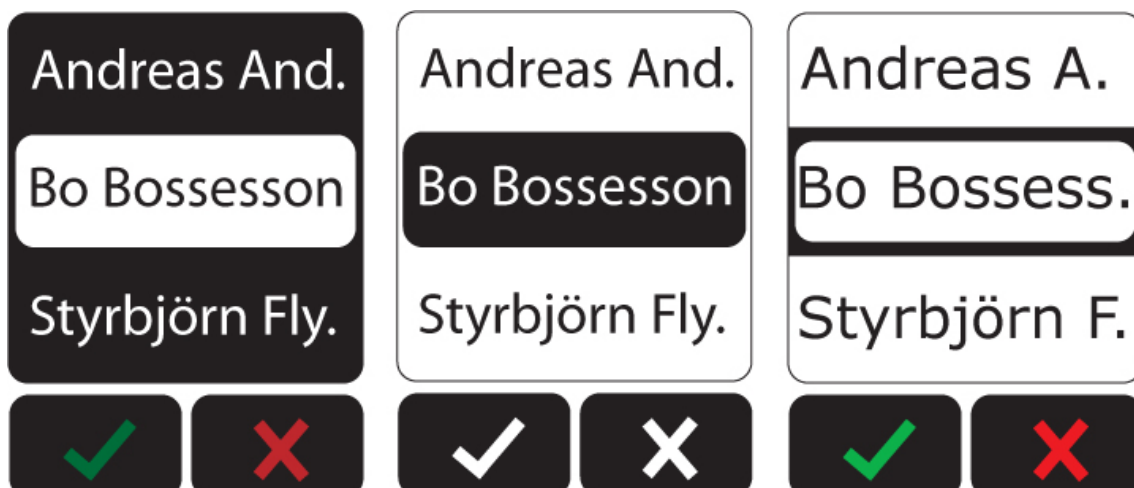 Andreas And.
Bo Bossesson
Styrbjörn Fly.
Andreas And.
Bo Bossesson
Styrbjörn Fly.
Andreas A.
Bo Bossess.
Styrbjörn F.